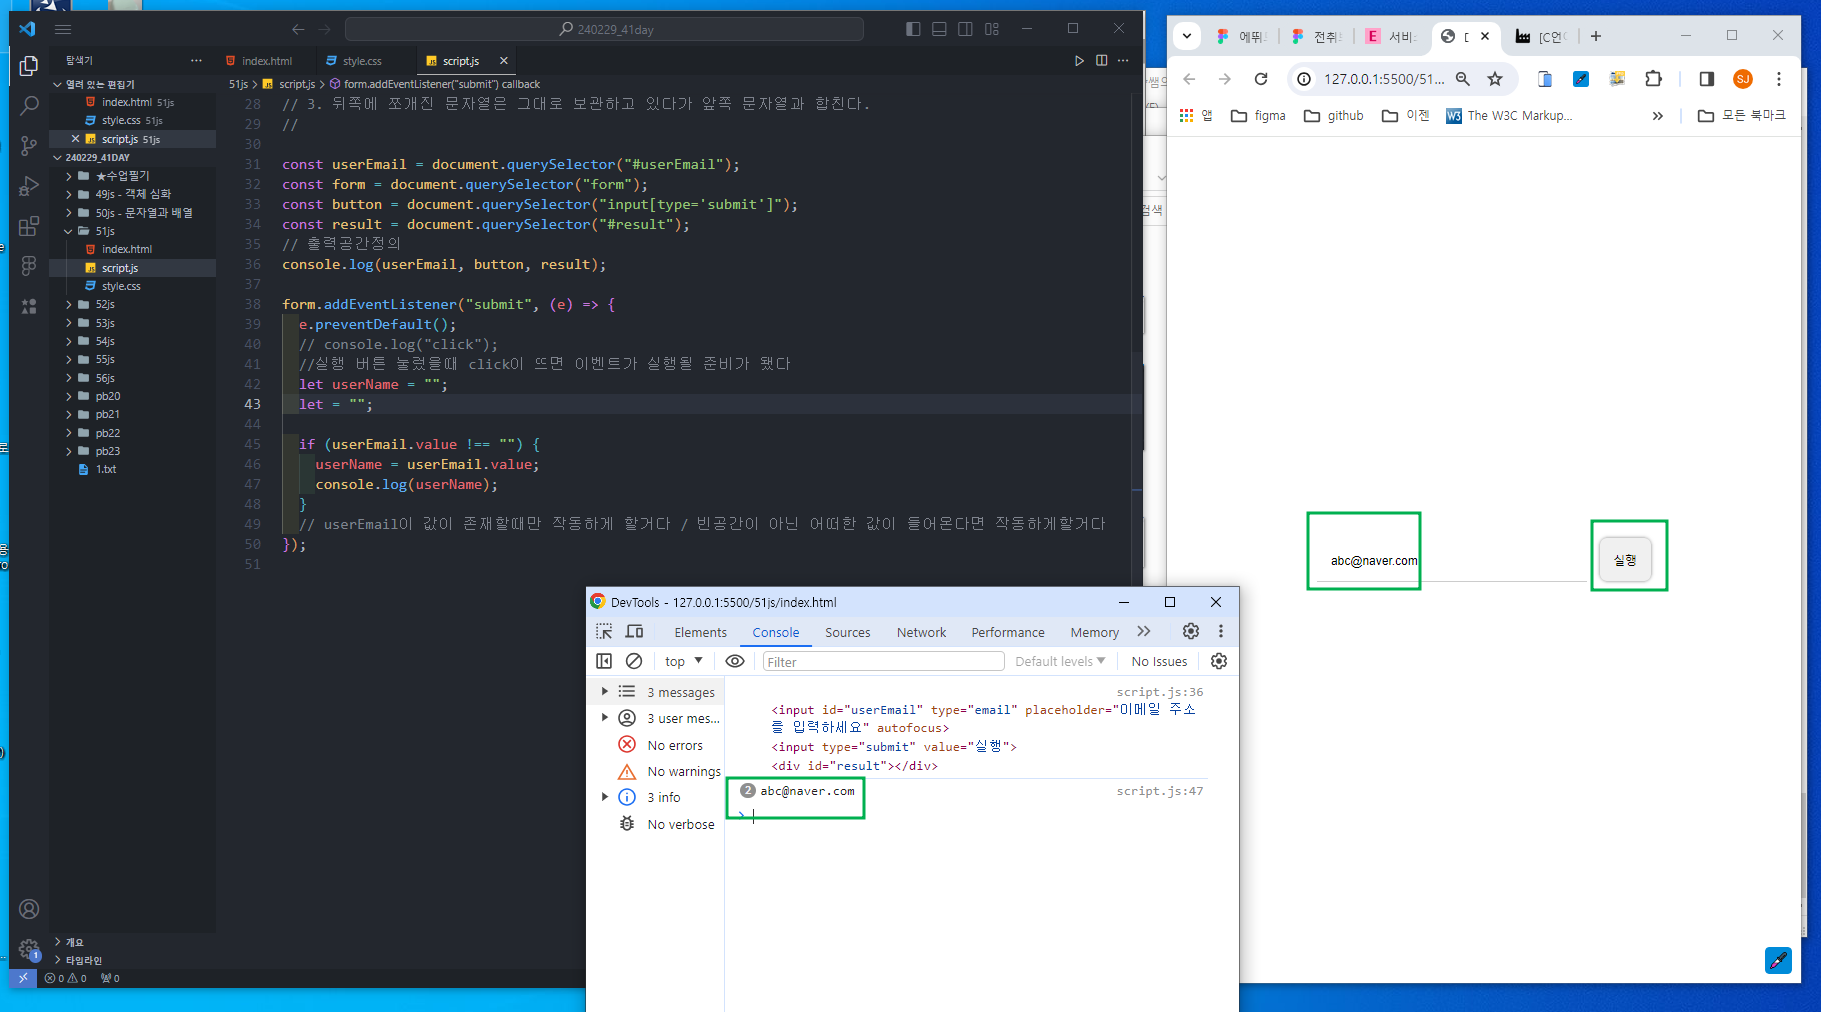 240229_41day
탐색기
열려 있는 편집기
index.html 51js
style.css 51js
script.js 51js
240229_41DAY
★수업필기
49js - 객체 심화
50js - 문자열과 배열
51js
index.html
script.js
style.css
52js
53js
54js
55js
56js
pb20
pb21
pb22
pb23
1.txt
개요
타임라인
0 0 0
1
index.html
style.css
script.js
51js > script.js > form.addEventListener("submit") callback
28 // 3. 뒤쪽에 쪼개진 문자열은 그대로 보관하고 있다가 앞쪽 문자열과 합친다.
29 //
30
31 const userEmail = document.querySelector("#userEmail");
32 const form = document.querySelector("form");
33 const button = document.querySelector("input[type='submit']");
34 const result = document.querySelector("#result");
35 // 출력공간정의
36 console.log(userEmail, button, result);
37
38 form.addEventListener("submit", (e) => {
39 e.preventDefault();
40 // console.log("click");
41 //실행 버튼 눌렀을때 click이 뜨면 이벤트가 실행될 준비가 됐다
42 let userName = "";
43 let = "";
44
45 if (userEmail.value !== "") {
46 userName = userEmail.value;
47 console.log(userName);
48 }
49 // userEmail이 값이 존재할때만 작동하게 할거다 / 빈공간이 아닌 어떠한 값이 들어온다면 작동하게할거다
50 });
51
DevTools - 127.0.0.1:5500/51js/index.html
Elements Console Sources Network Performance Memory
top Filter Default levels No Issues
3 messages
3 user mes...
No errors
No warnings
3 info
No verbose
script.js:36
<input id="userEmail" type="email" placeholder="이메일 주소
를 입력하세요" autofocus>
<input type="submit" value="실행">
<div id="result"></div>
2 abc@naver.com script.js:47
>
검색
서비
[C언
127.0.0.1:5500/51...
SJ
앱 figma github 이젠 W3 The W3C Markup... 모든 북마크
abc@naver.com
실행